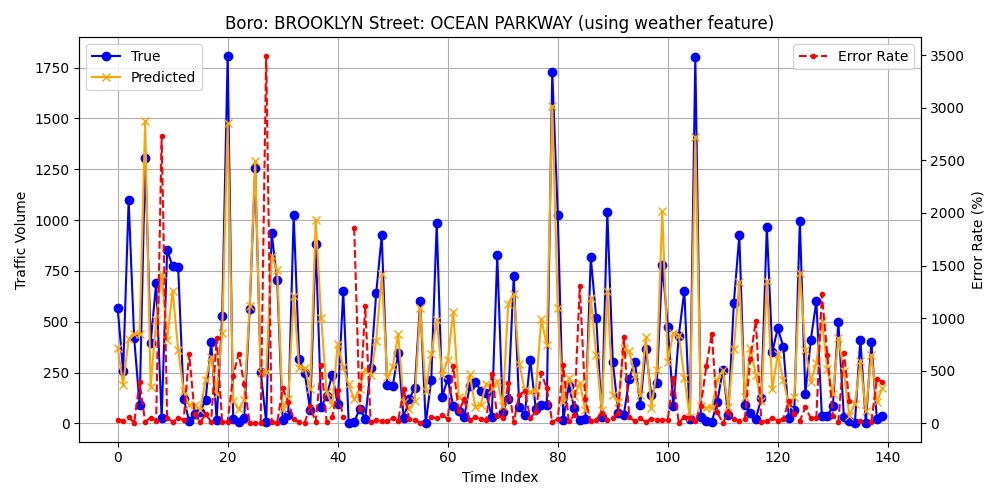 Boro: BROOKLYN Street: OCEAN PARKWAY (using weather feature)
True
Predicted
Error Rate
1750
1500
1250
1000
750
500
250
0
Traffic Volume
3500
3000
2500
2000
1500
1000
500
0
Error Rate (%)
0 20 40 60 80 100 120 140
Time Index